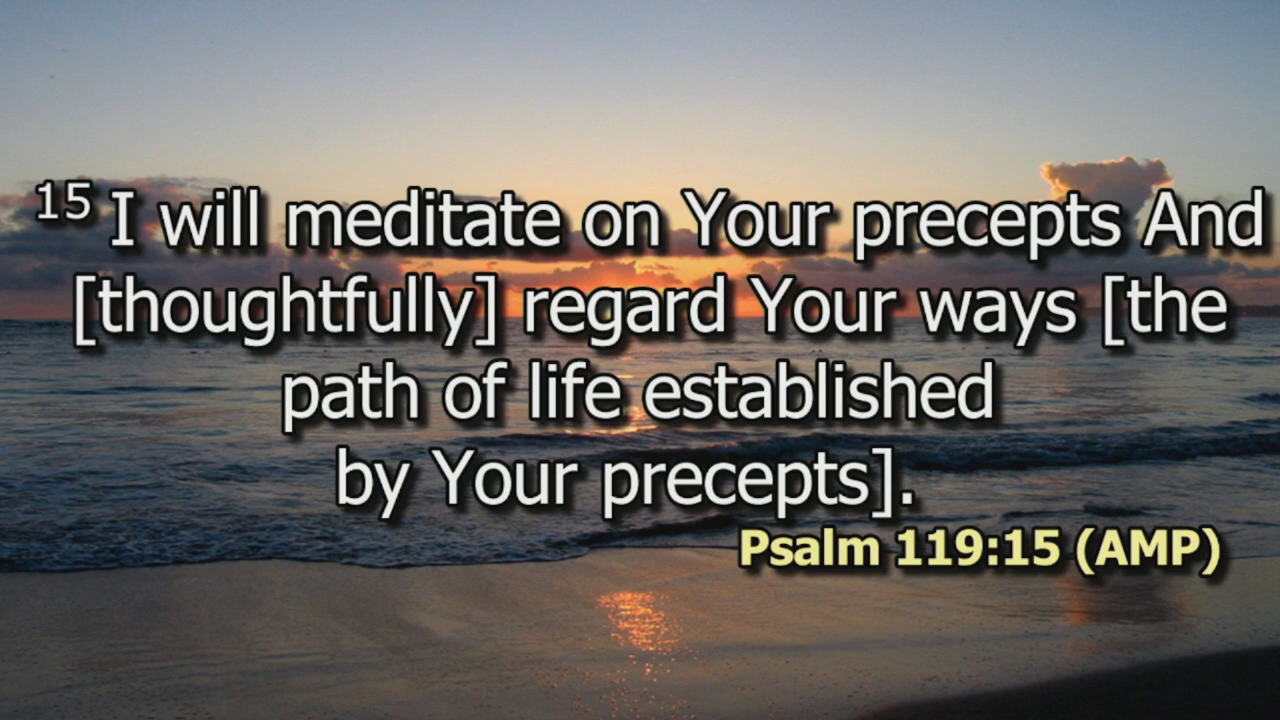 15 I will meditate on Your precepts And
[thoughtfully] regard Your ways [the
path of life established
by Your precepts].
Psalm 119:15 (AMP)